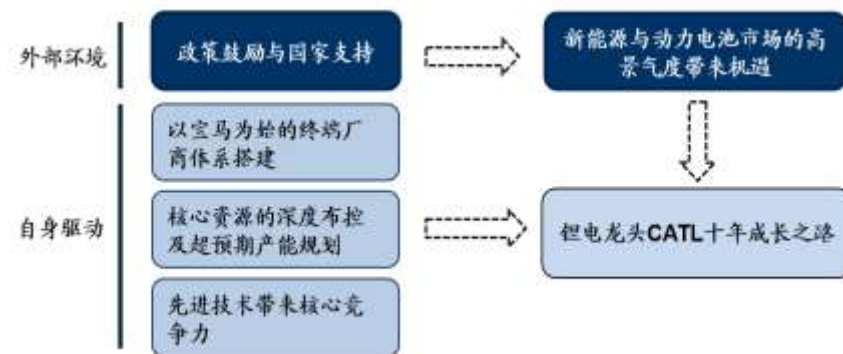 外部环境
政策鼓励与国家支持
新能源与动力电池市场的高
景气度带来机遇
自身驱动
以宝马为始的终端厂
商体系搭建
核心资源的深度布控
及超预期产能规划
先进技术带来核心竞
争力
锂电龙头CATL十年成长之路